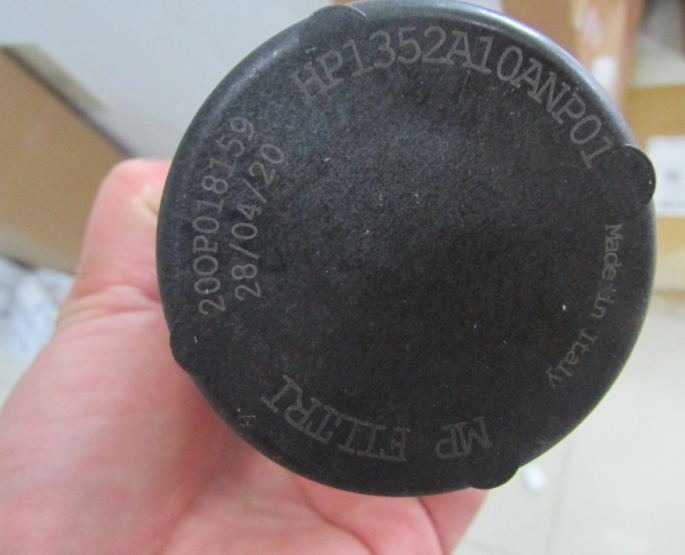 HP1352A10ANP01
20OP018159
28/04/20
Made in Italy
MP FILTRI